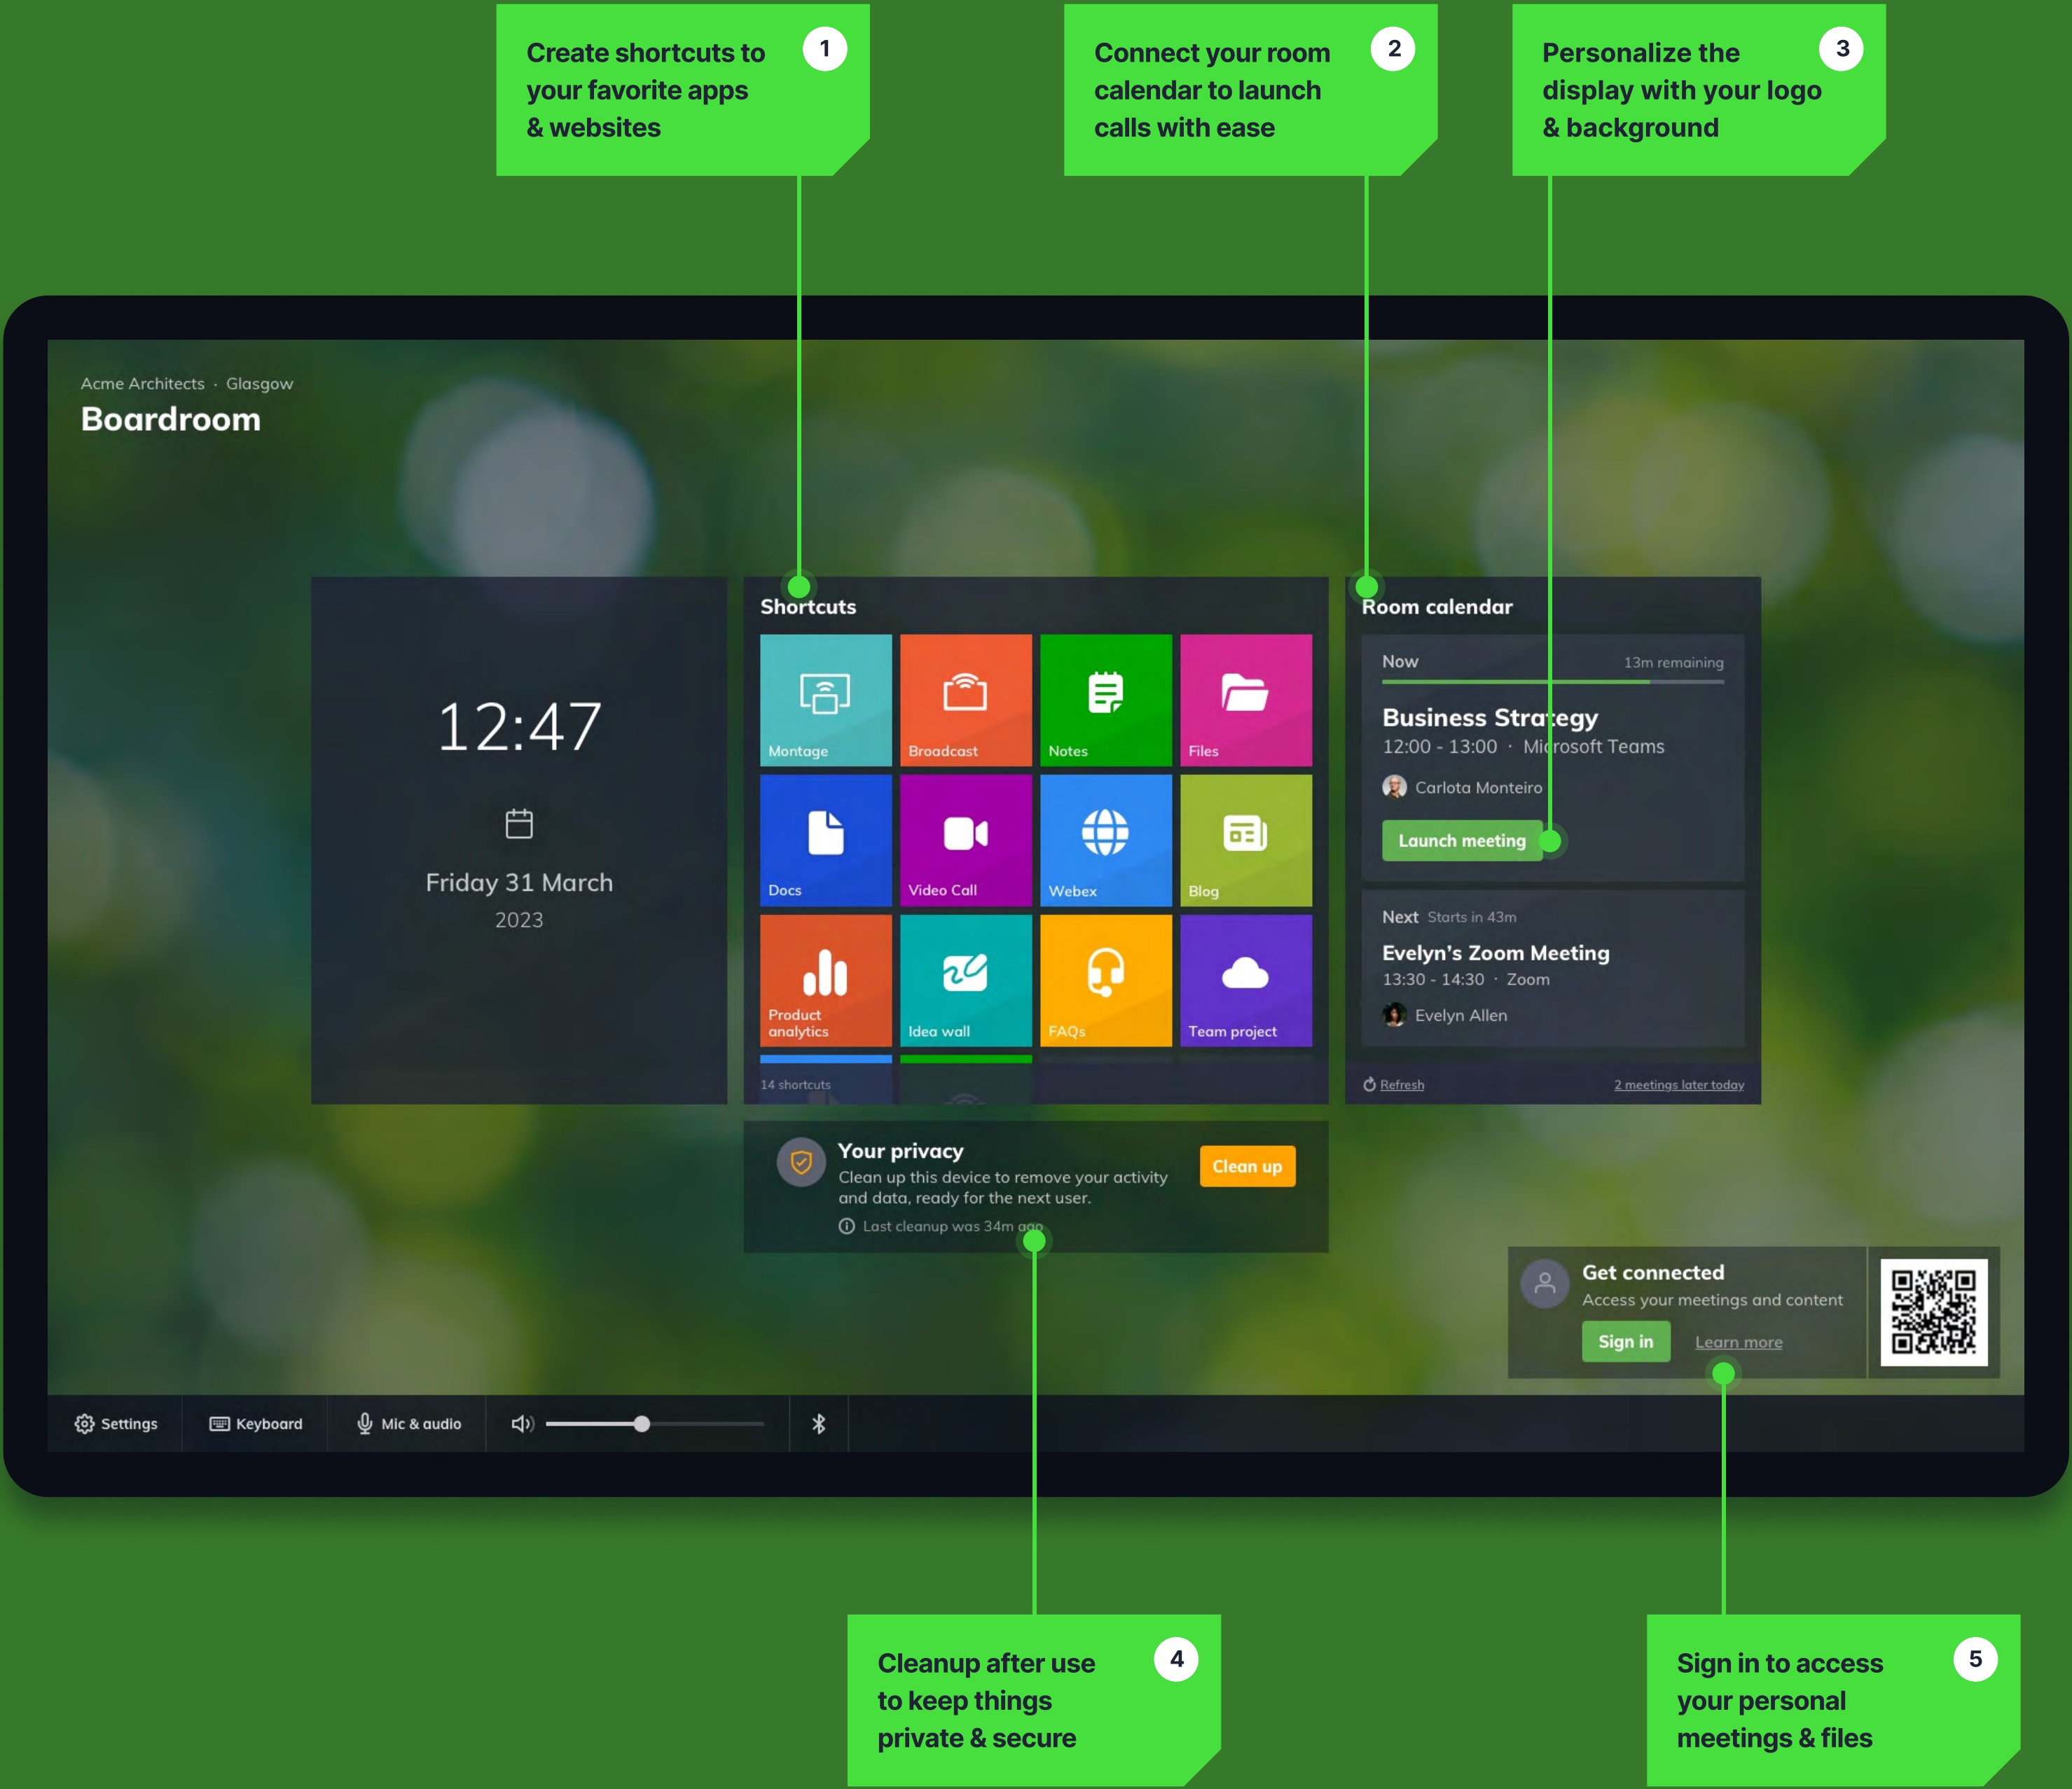 Create shortcuts to
your favorite apps
& websites
1
Connect your room
calendar to launch
calls with ease
2
Personalize the
display with your logo
& background
3
Acme Architects · Glasgow
Boardroom
12:47
Friday 31 March
2023
Shortcuts
Montage
Broadcast
Notes
Files
Docs
Video Call
Webex
Blog
Product
analytics
Idea wall
FAQs
Team project
14 shortcuts
Room calendar
Now
13m remaining
Business Strategy
12:00 - 13:00 · Microsoft Teams
Carlota Monteiro
Launch meeting
Next Starts in 43m
Evelyn’s Zoom Meeting
13:30 - 14:30 · Zoom
Evelyn Allen
Refresh
2 meetings later today
Your privacy
Clean up this device to remove your activity
and data, ready for the next user.
Last cleanup was 34m ago
Clean up
Get connected
Access your meetings and content
Sign in
Learn more
Settings
Keyboard
Mic & audio
Cleanup after use
to keep things
private & secure
4
Sign in to access
your personal
meetings & files
5